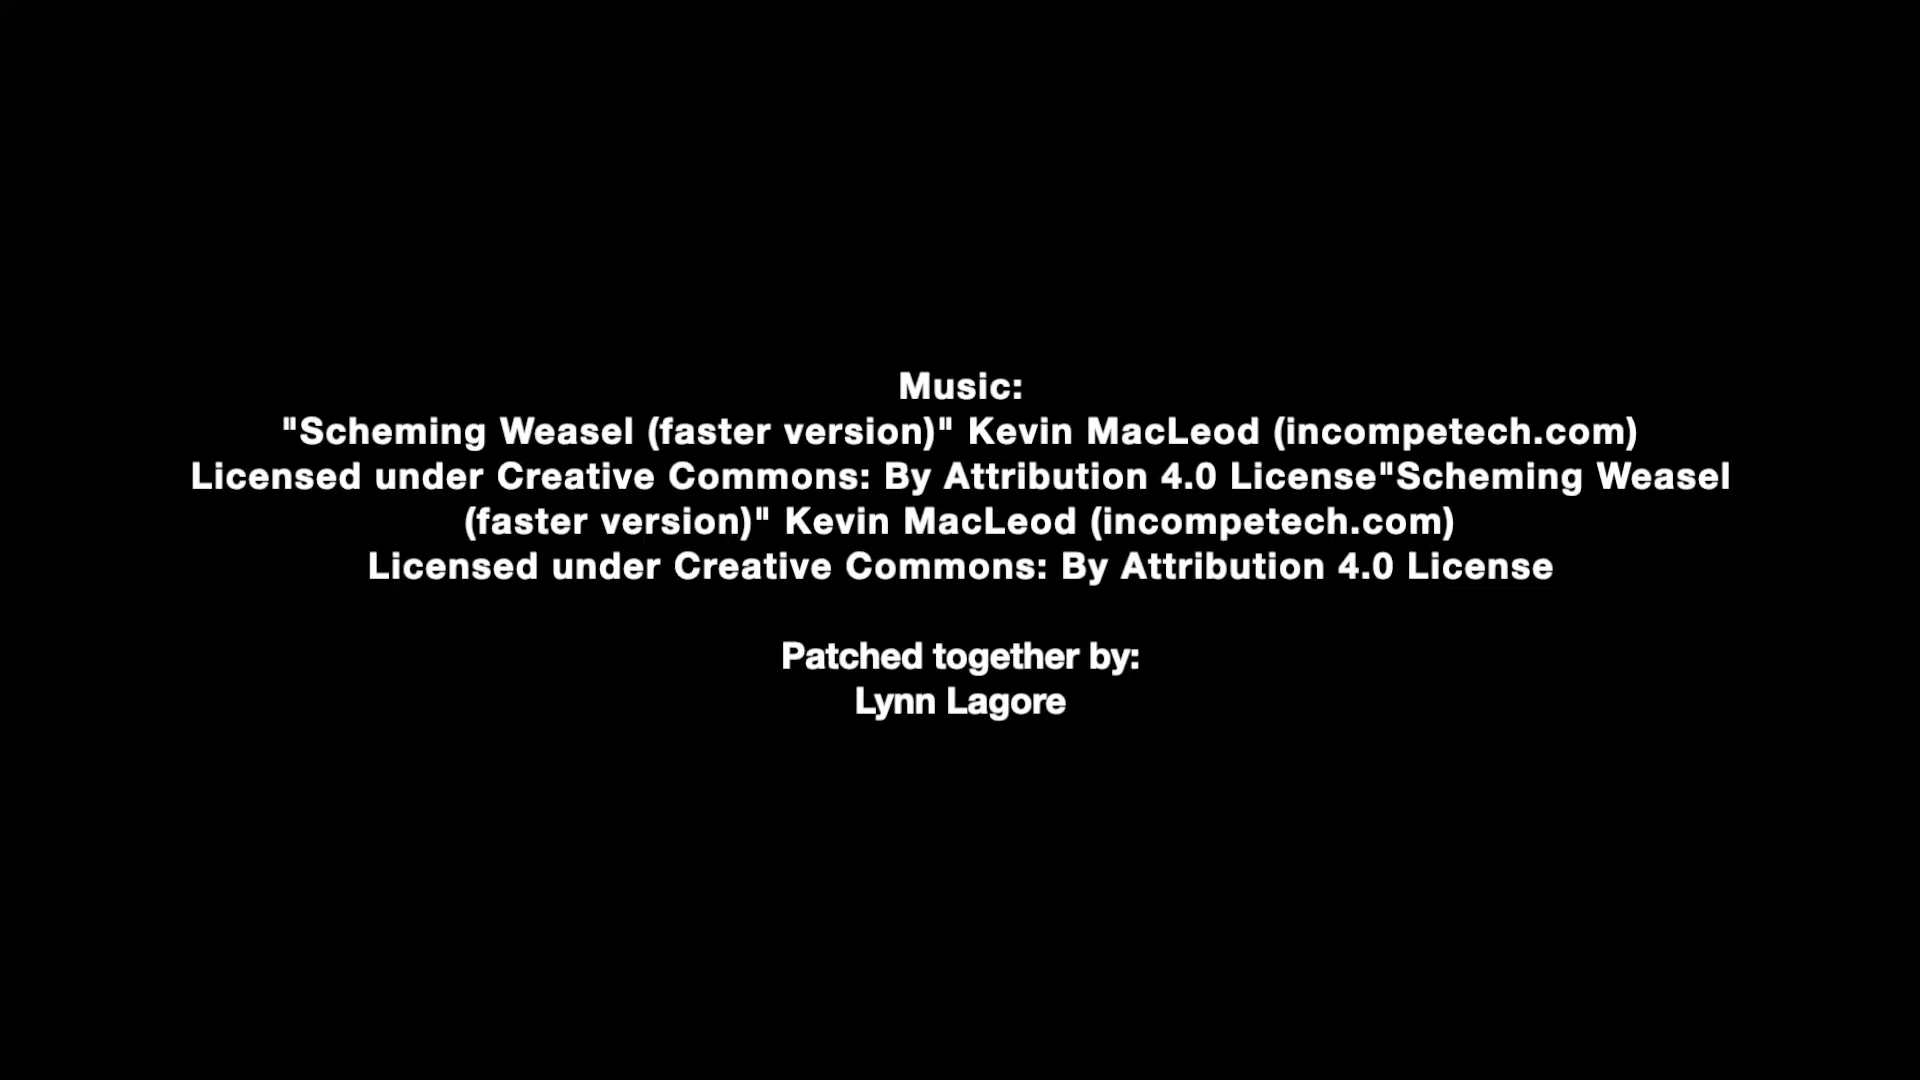 Music:
"Scheming Weasel (faster version)" Kevin MacLeod (incompetech.com)
Licensed under Creative Commons: By Attribution 4.0 License"Scheming Weasel
(faster version)" Kevin MacLeod (incompetech.com)
Licensed under Creative Commons: By Attribution 4.0 License
Patched together by:
Lynn Lagore